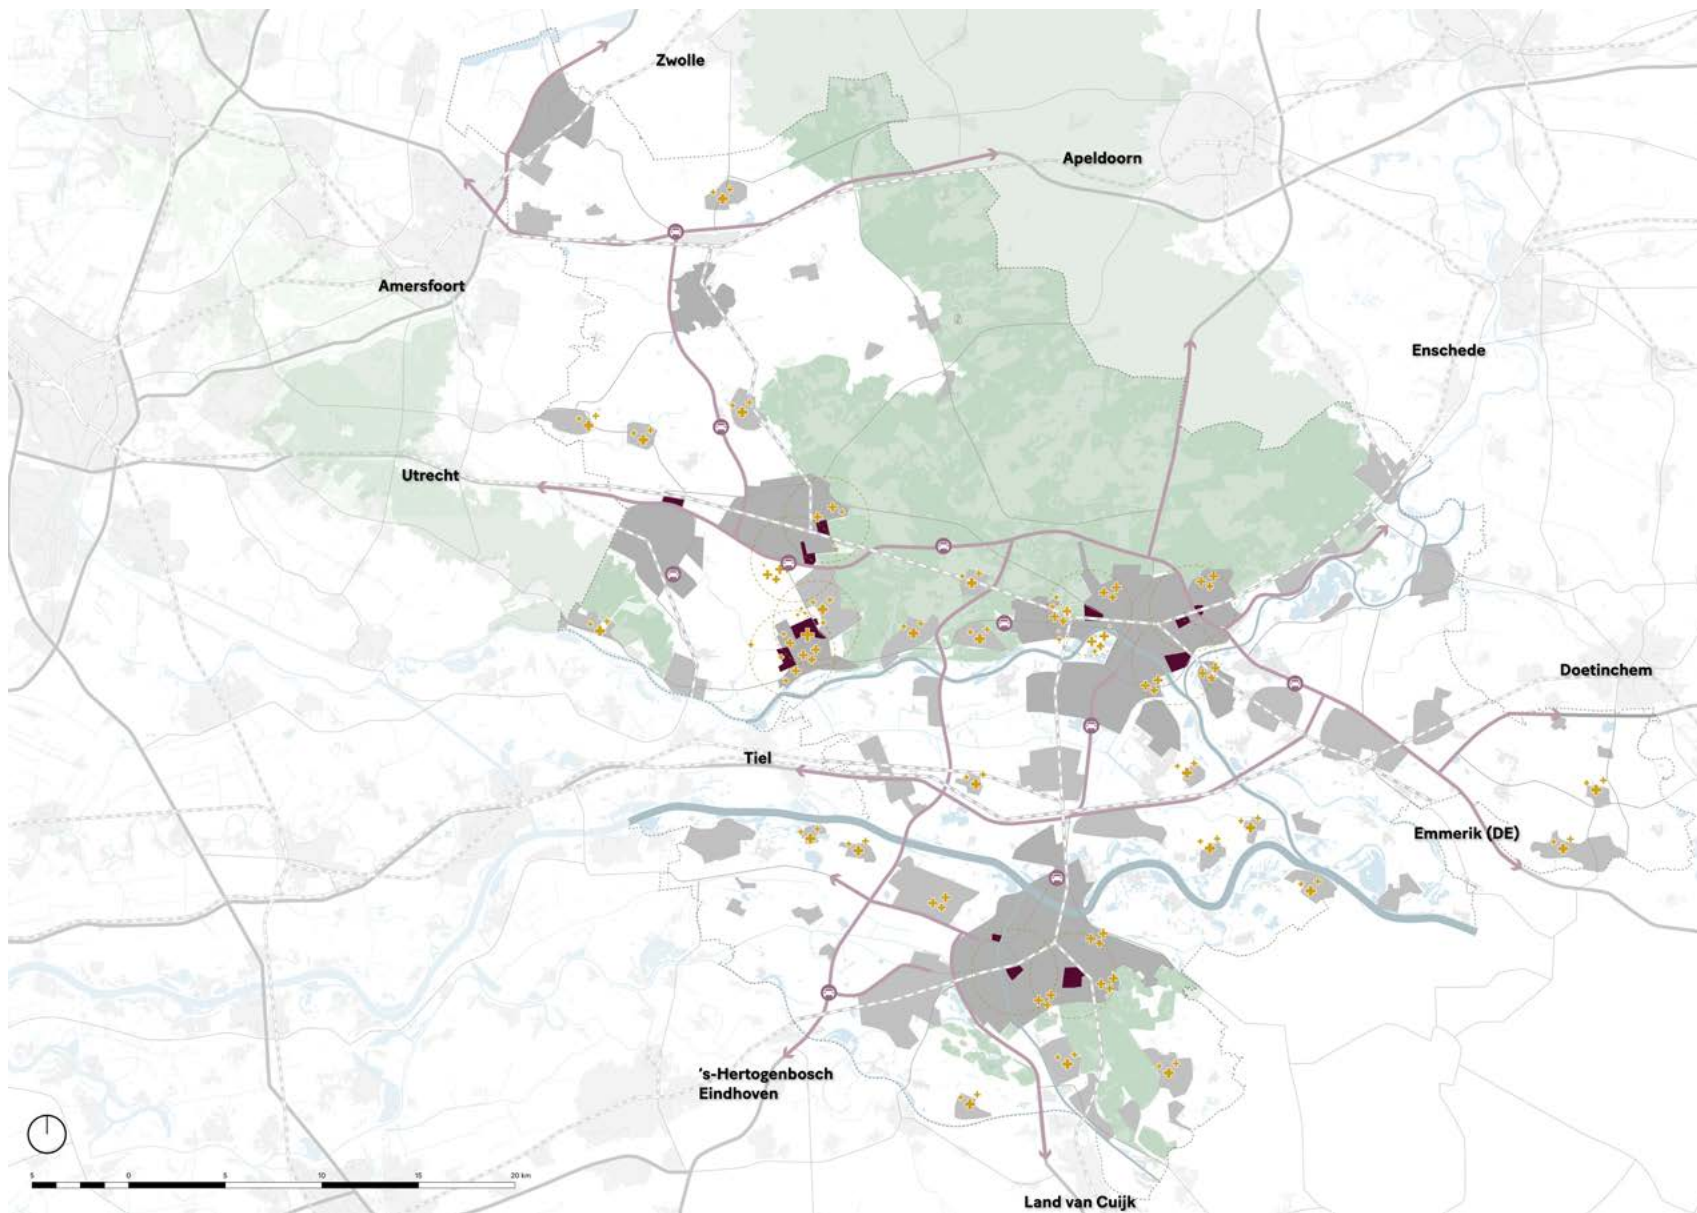 Zwolle
Apeldoorn
Amersfoort
Enschede
Utrecht
Doetinchem
Tiel
Emmerik (DE)
's-Hertogenbosch
Eindhoven
5 0 5 10 15 20 km
Land van Cuijk